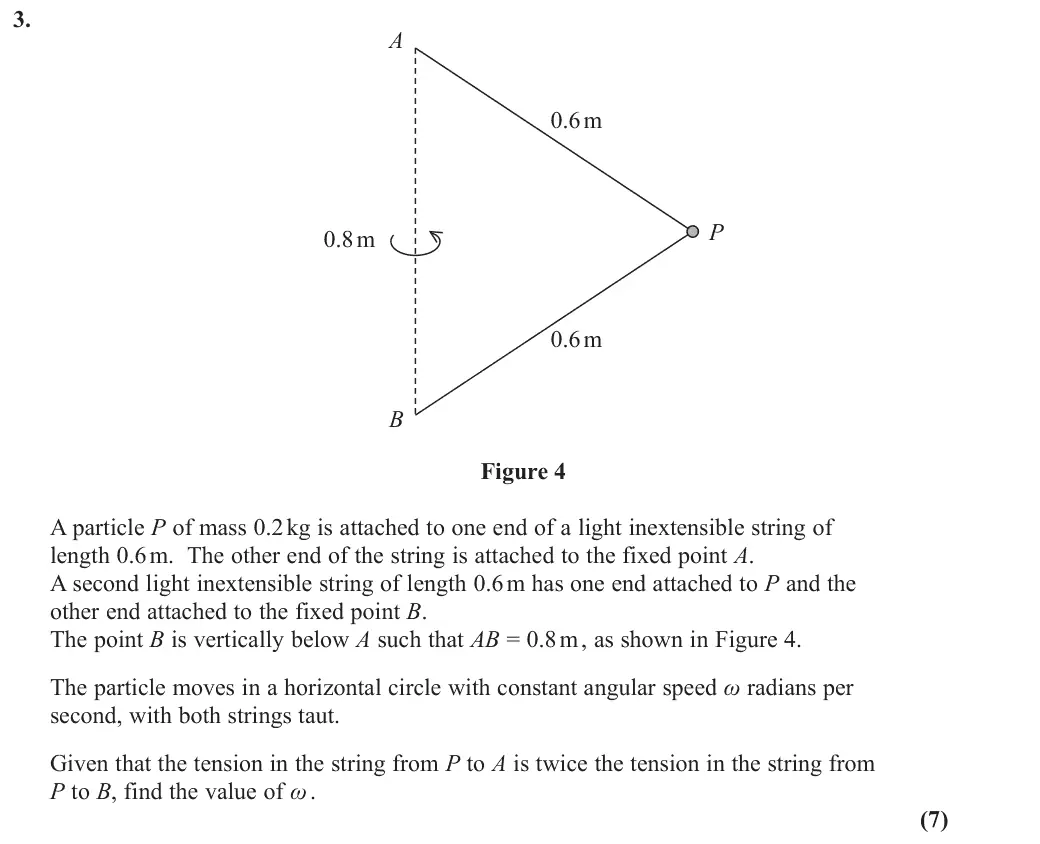 3.
A
0.6 m
P
0.8 m
0.6 m
B
Figure 4
A particle P of mass 0.2 kg is attached to one end of a light inextensible string of
length 0.6 m. The other end of the string is attached to the fixed point A.
A second light inextensible string of length 0.6 m has one end attached to P and the
other end attached to the fixed point B.
The point B is vertically below A such that AB = 0.8 m, as shown in Figure 4.
The particle moves in a horizontal circle with constant angular speed ω radians per
second, with both strings taut.
Given that the tension in the string from P to A is twice the tension in the string from
P to B, find the value of ω.
(7)